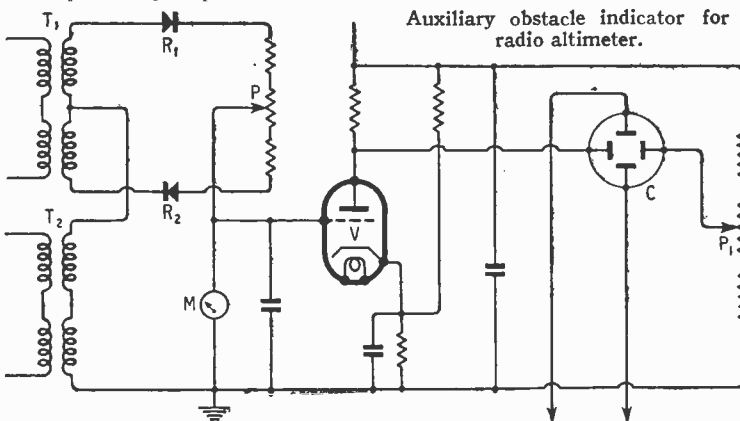 Auxiliary obstacle indicator for
radio altimeter.
T₁
R₁
P
R₂
T₂
M
V
C
P₁